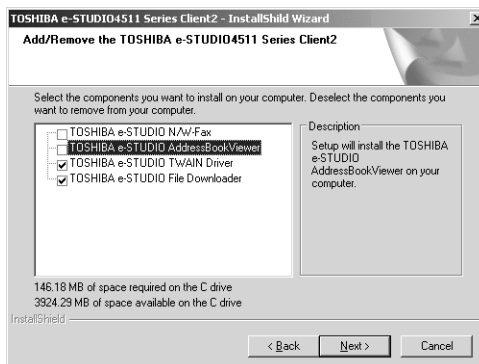 TOSHIBA e-STUDIO4511 Series Client2 - InstallShild Wizard
Add/Remove the TOSHIBA e-STUDIO4511 Series Client2
Select the components you want to install on your computer. Deselect the components you
want to remove from your computer.
TOSHIBA e-STUDIO N/W-Fax
TOSHIBA e-STUDIO AddressBookViewer
TOSHIBA e-STUDIO TWAIN Driver
TOSHIBA e-STUDIO File Downloader
Description
Setup will install the TOSHIBA
e-STUDIO
AddressBookViewer on your
computer.
146.18 MB of space required on the C drive
3924.29 MB of space available on the C drive
InstallShield
< Back
Next >
Cancel